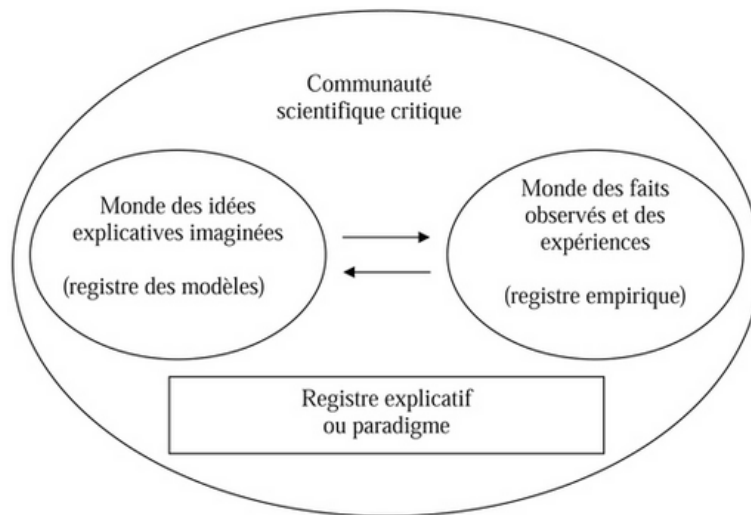 Communauté
scientifique critique
Monde des idées
explicatives imaginées
(registre des modèles)
Monde des faits
observés et des
expériences
(registre empirique)
Registre explicatif
ou paradigme